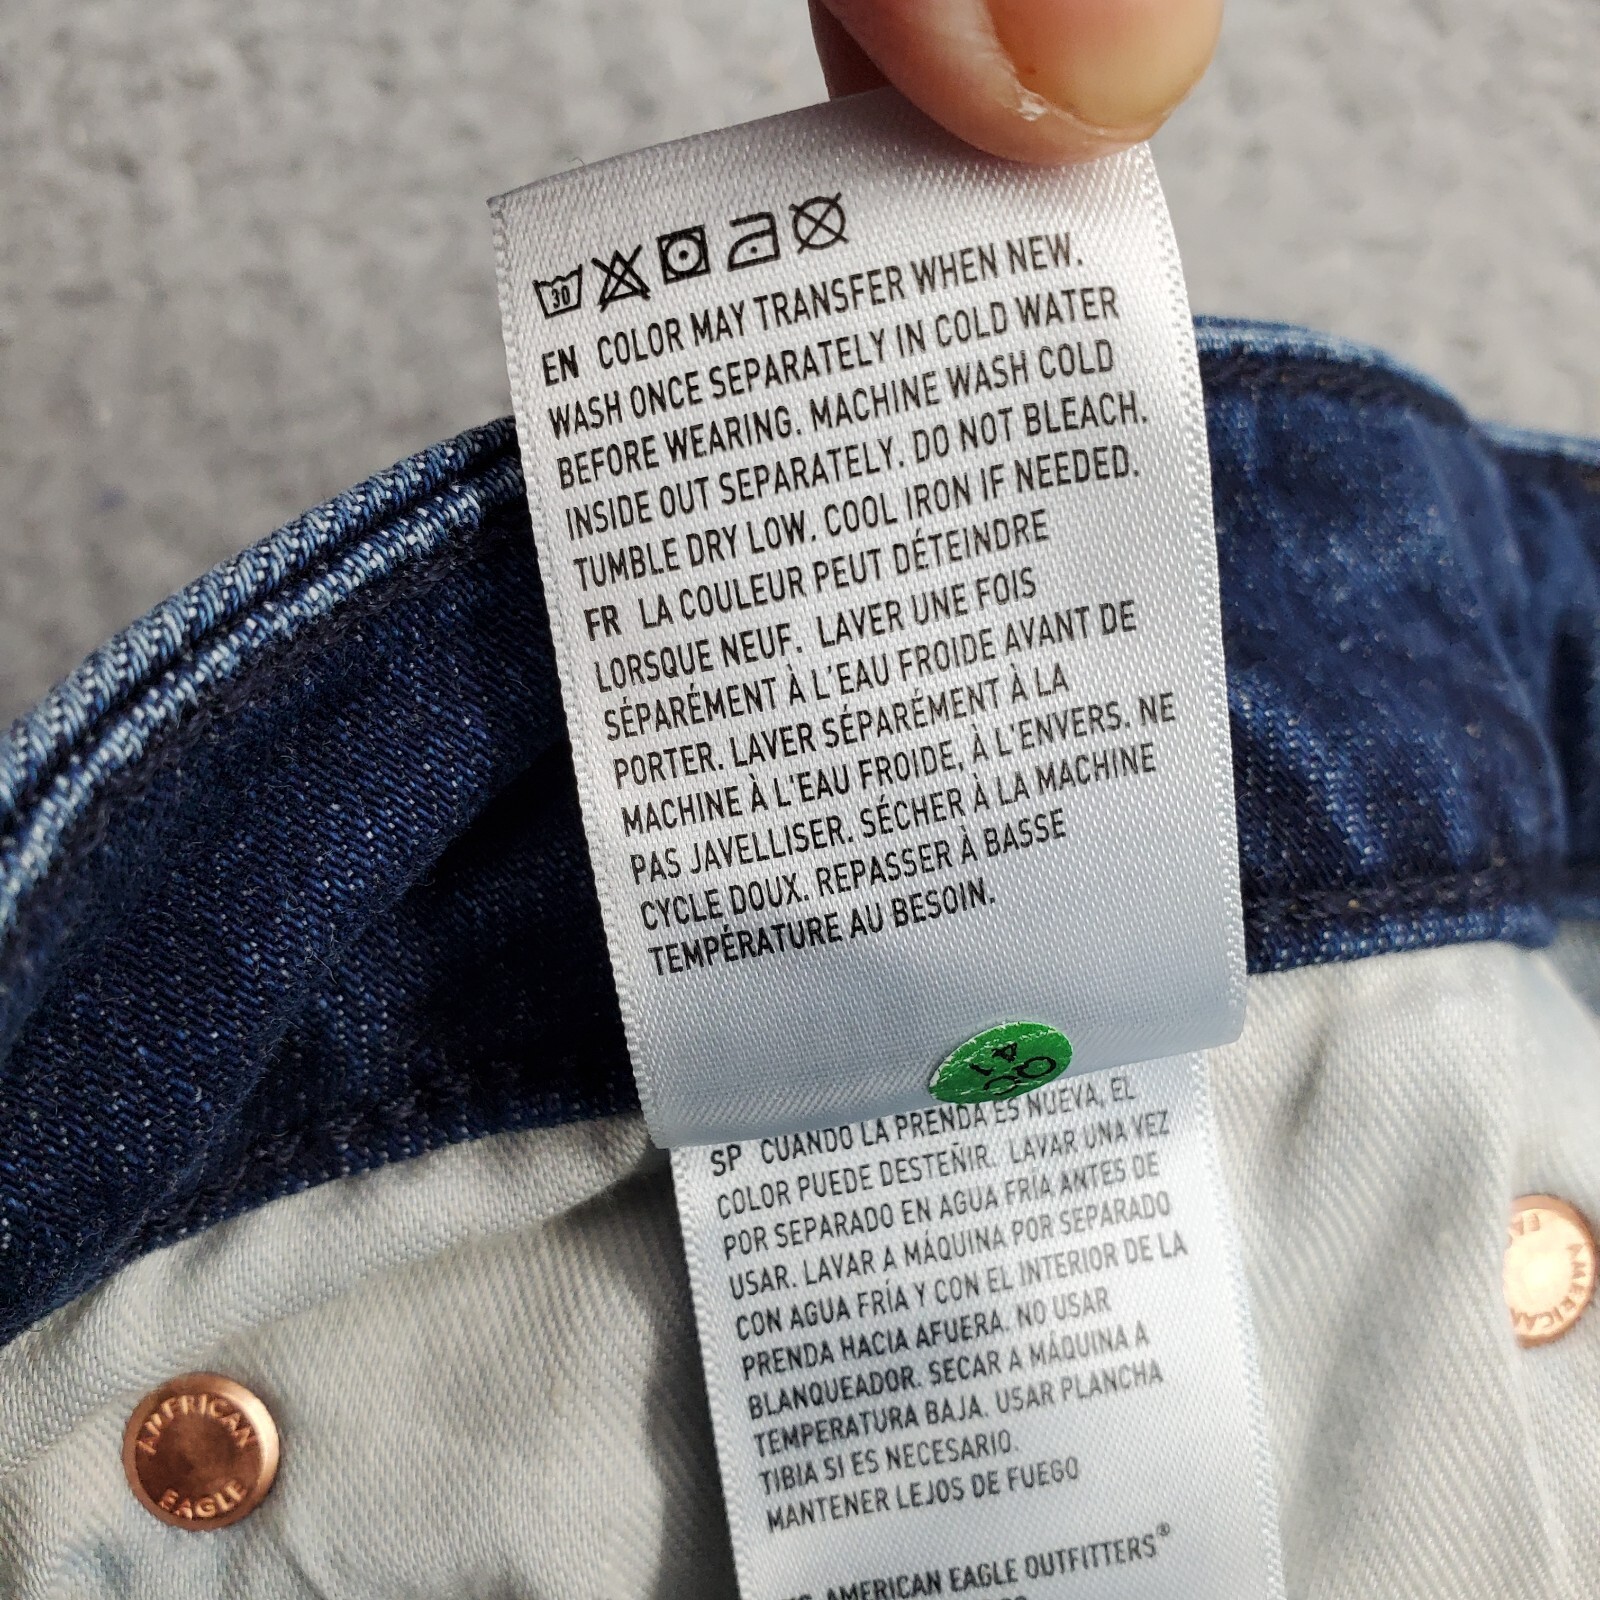 30
EN COLOR MAY TRANSFER WHEN NEW.
WASH ONCE SEPARATELY IN COLD WATER
BEFORE WEARING. MACHINE WASH COLD
INSIDE OUT SEPARATELY. DO NOT BLEACH.
TUMBLE DRY LOW. COOL IRON IF NEEDED.
FR LA COULEUR PEUT DÉTEINDRE
LORSQUE NEUF. LAVER UNE FOIS
SÉPARÉMENT À L'EAU FROIDE AVANT DE
PORTER. LAVER SÉPARÉMENT À LA
MACHINE À L'EAU FROIDE, À L'ENVERS. NE
PAS JAVELLISER. SÉCHER À LA MACHINE
CYCLE DOUX. REPASSER À BASSE
TEMPÉRATURE AU BESOIN.
SP CUANDO LA PRENDA ES NUEVA, EL
COLOR PUEDE DESTEÑIR. LAVAR UNA VEZ
POR SEPARADO EN AGUA FRÍA ANTES DE
USAR. LAVAR A MÁQUINA POR SEPARADO
CON AGUA FRÍA Y CON EL INTERIOR DE LA
PRENDA HACIA AFUERA. NO USAR
BLANQUEADOR. SECAR A MÁQUINA A
TEMPERATURA BAJA. USAR PLANCHA
TIBIA SI ES NECESARIO.
MANTENER LEJOS DE FUEGO
AMERICAN EAGLE OUTFITTERS®
AMERICAN
EAGLE
AMERICAN